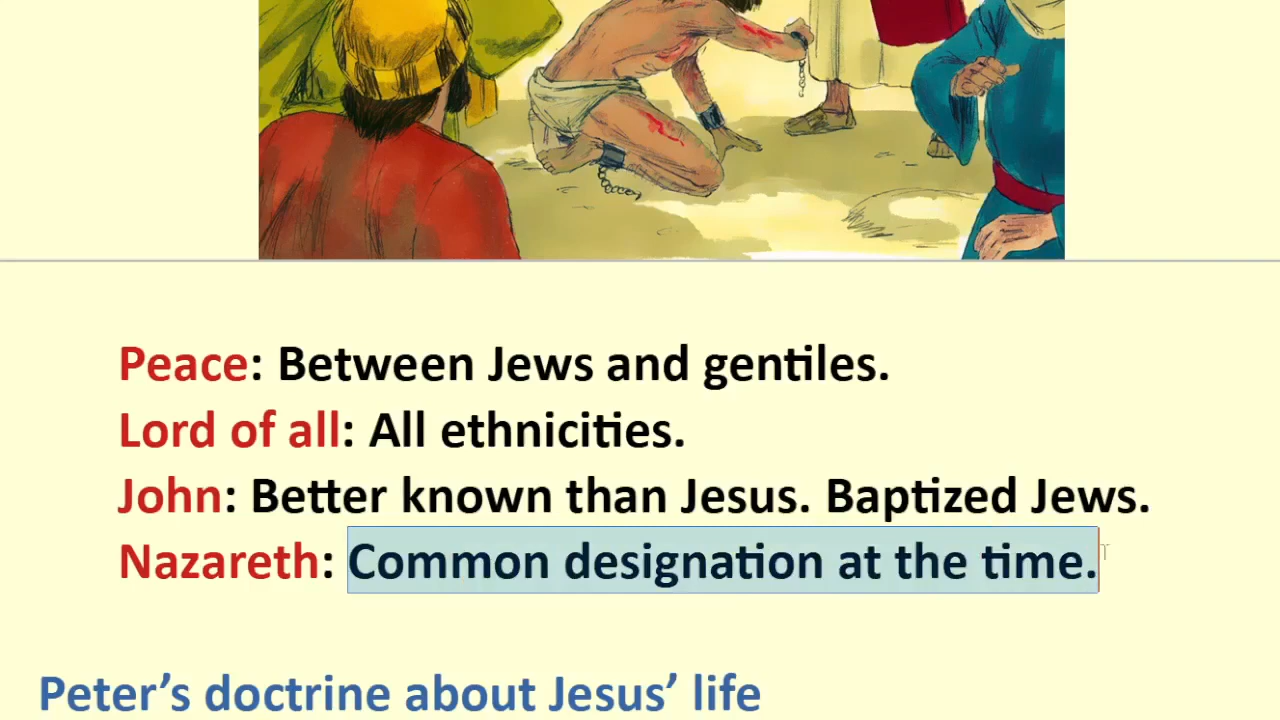 Peace: Between Jews and gentiles.
Lord of all: All ethnicities.
John: Better known than Jesus. Baptized Jews.
Nazareth: Common designation at the time.
Peter’s doctrine about Jesus’ life